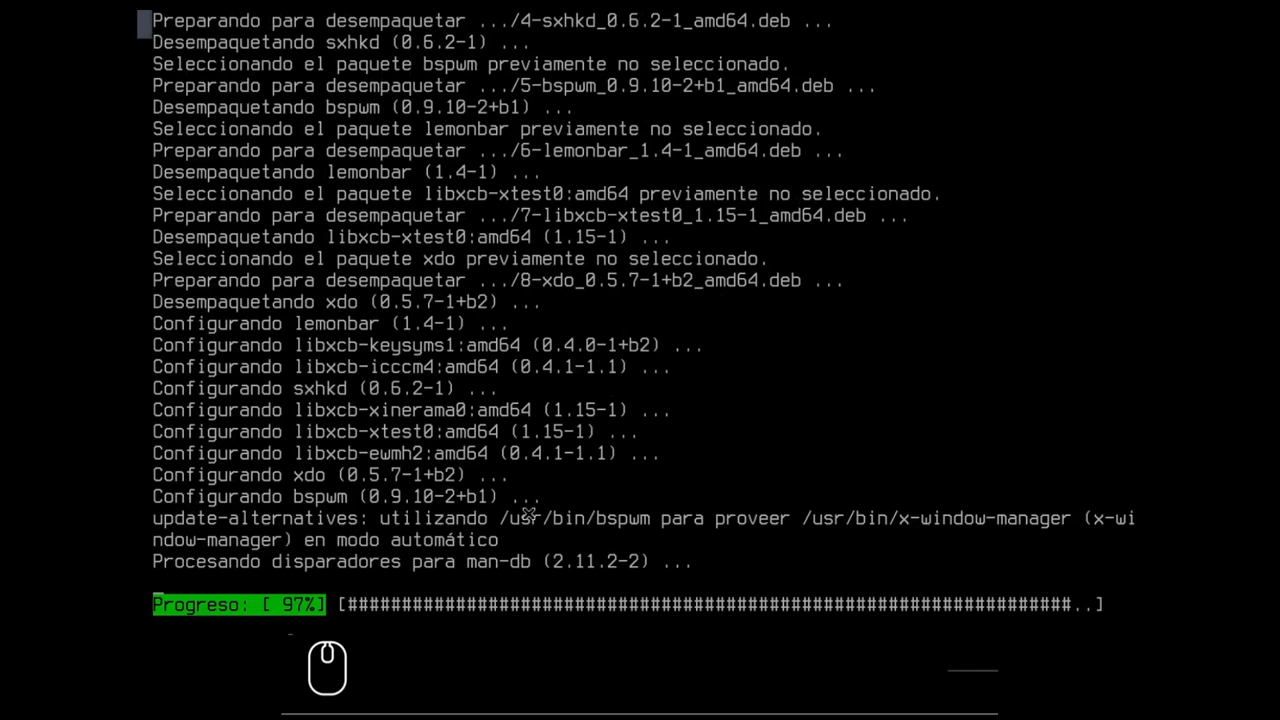 Preparando para desempaquetar .../4-sxhkd_0.6.2-1_amd64.deb ...
Desempaquetando sxhkd (0.6.2-1) ...
Seleccionando el paquete bspwm previamente no seleccionado.
Preparando para desempaquetar .../5-bspwm_0.9.10-2+b1_amd64.deb ...
Desempaquetando bspwm (0.9.10-2+b1) ...
Seleccionando el paquete lemonbar previamente no seleccionado.
Preparando para desempaquetar .../6-lemonbar_1.4-1_amd64.deb ...
Desempaquetando lemonbar (1.4-1) ...
Seleccionando el paquete libxcb-xtest0:amd64 previamente no seleccionado.
Preparando para desempaquetar .../7-libxcb-xtest0_1.15-1_amd64.deb ...
Desempaquetando libxcb-xtest0:amd64 (1.15-1) ...
Seleccionando el paquete xdo previamente no seleccionado.
Preparando para desempaquetar .../8-xdo_0.5.7-1+b2_amd64.deb ...
Desempaquetando xdo (0.5.7-1+b2) ...
Configurando lemonbar (1.4-1) ...
Configurando libxcb-keysyms1:amd64 (0.4.0-1+b2) ...
Configurando libxcb-icccm4:amd64 (0.4.1-1.1) ...
Configurando sxhkd (0.6.2-1) ...
Configurando libxcb-xinerama0:amd64 (1.15-1) ...
Configurando libxcb-xtest0:amd64 (1.15-1) ...
Configurando libxcb-ewmh2:amd64 (0.4.1-1.1) ...
Configurando xdo (0.5.7-1+b2) ...
Configurando bspwm (0.9.10-2+b1) ...
update-alternatives: utilizando /usr/bin/bspwm para proveer /usr/bin/x-window-manager (x-wi
ndow-manager) en modo automático
Procesando disparadores para man-db (2.11.2-2) ...
Progreso: [ 97%] [###################################################################..]